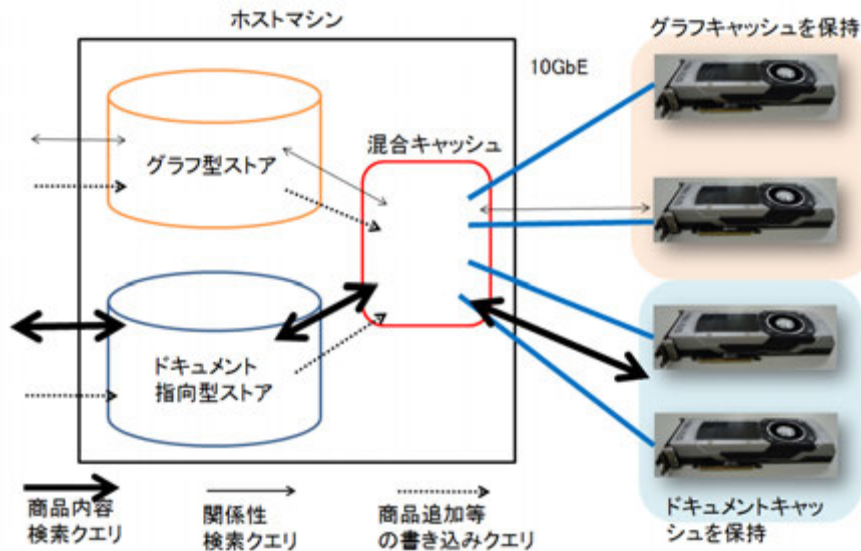 ホストマシン
グラフキャッシュを保持
10GbE
混合キャッシュ
グラフ型ストア
ドキュメント
指向型ストア
商品内容
検索クエリ
関係性
検索クエリ
商品追加等
の書き込みクエリ
ドキュメントキャッ
シュを保持